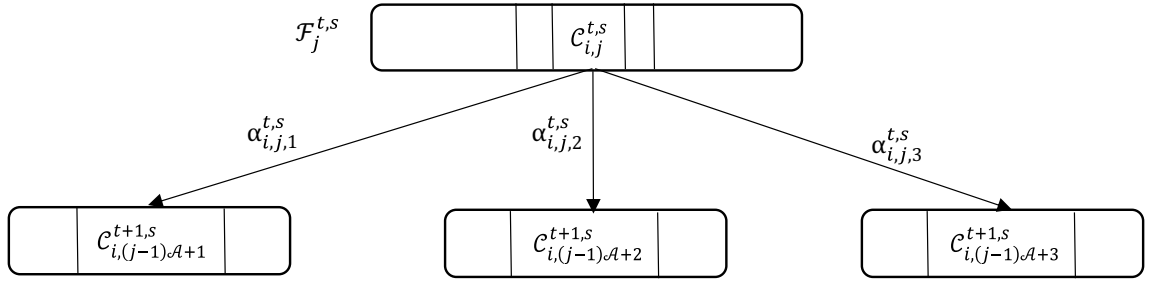 ℱ_j^{t,s}
𝒞_{i,j}^{t,s}
α_{i,j,1}^{t,s}
α_{i,j,2}^{t,s}
α_{i,j,3}^{t,s}
𝒞_{i,(j−1)𝒜+1}^{t+1,s}
𝒞_{i,(j−1)𝒜+2}^{t+1,s}
𝒞_{i,(j−1)𝒜+3}^{t+1,s}